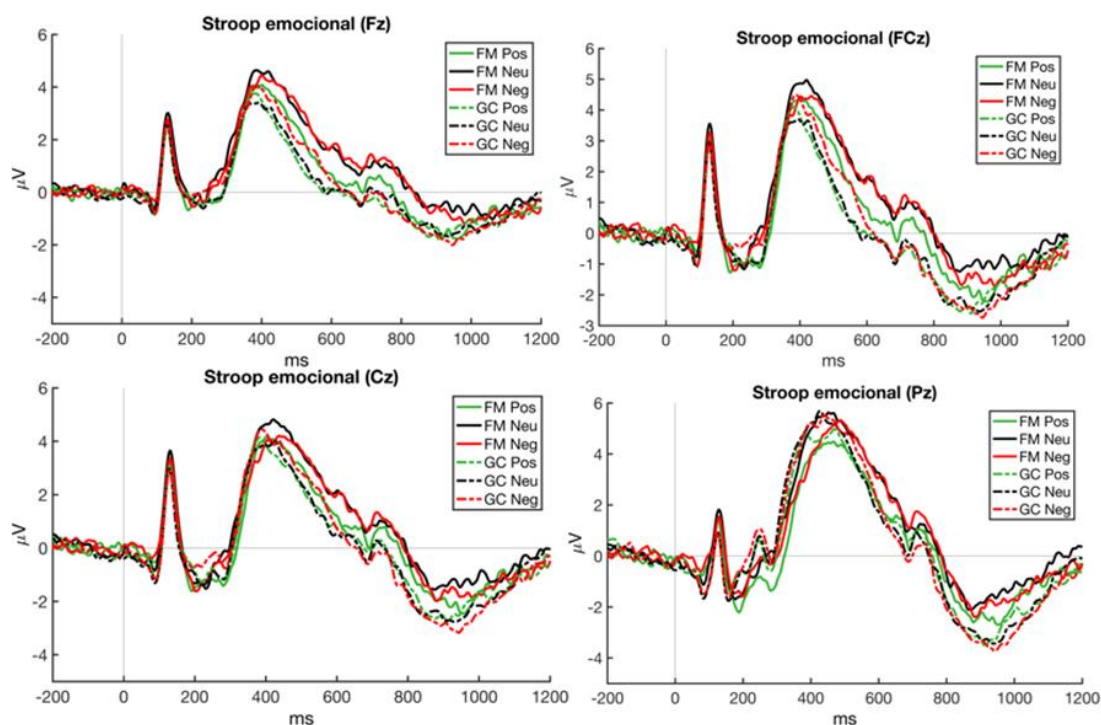 Stroop emocional (Fz)
6
4
2
0
-2
-4
μV
-200 0 200 400 600 800 1000 1200
ms
FM Pos
FM Neu
FM Neg
GC Pos
GC Neu
GC Neg
Stroop emocional (FCz)
6
5
4
3
2
1
0
-1
-2
-3
μV
-200 0 200 400 600 800 1000 1200
ms
FM Pos
FM Neu
FM Neg
GC Pos
GC Neu
GC Neg
Stroop emocional (Cz)
6
4
2
0
-2
-4
μV
-200 0 200 400 600 800 1000 1200
ms
FM Pos
FM Neu
FM Neg
GC Pos
GC Neu
GC Neg
Stroop emocional (Pz)
6
4
2
0
-2
-4
μV
-200 0 200 400 600 800 1000 1200
ms
FM Pos
FM Neu
FM Neg
GC Pos
GC Neu
GC Neg